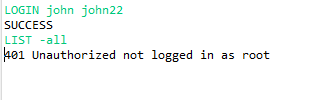 LOGIN john john22
SUCCESS
LIST -all
401 Unauthorized not logged in as root